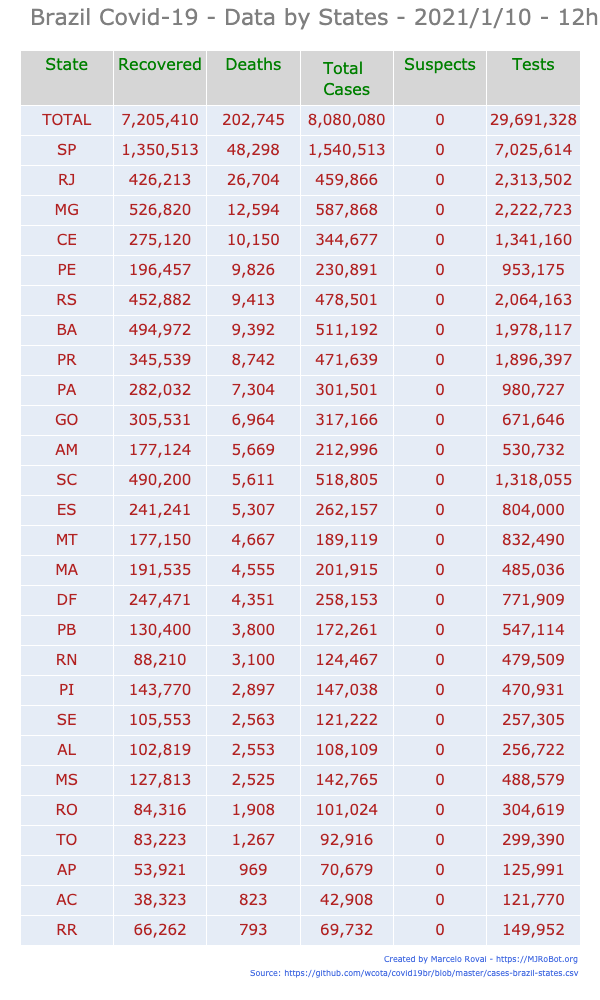 Brazil Covid-19 - Data by States - 2021/1/10 - 12h
State Recovered Deaths Total Cases Suspects Tests
TOTAL 7,205,410 202,745 8,080,080 0 29,691,328
SP 1,350,513 48,298 1,540,513 0 7,025,614
RJ 426,213 26,704 459,866 0 2,313,502
MG 526,820 12,594 587,868 0 2,222,723
CE 275,120 10,150 344,677 0 1,341,160
PE 196,457 9,826 230,891 0 953,175
RS 452,882 9,413 478,501 0 2,064,163
BA 494,972 9,392 511,192 0 1,978,117
PR 345,539 8,742 471,639 0 1,896,397
PA 282,032 7,304 301,501 0 980,727
GO 305,531 6,964 317,166 0 671,646
AM 177,124 5,669 212,996 0 530,732
SC 490,200 5,611 518,805 0 1,318,055
ES 241,241 5,307 262,157 0 804,000
MT 177,150 4,667 189,119 0 832,490
MA 191,535 4,555 201,915 0 485,036
DF 247,471 4,351 258,153 0 771,909
PB 130,400 3,800 172,261 0 547,114
RN 88,210 3,100 124,467 0 479,509
PI 143,770 2,897 147,038 0 470,931
SE 105,553 2,563 121,222 0 257,305
AL 102,819 2,553 108,109 0 256,722
MS 127,813 2,525 142,765 0 488,579
RO 84,316 1,908 101,024 0 304,619
TO 83,223 1,267 92,916 0 299,390
AP 53,921 969 70,679 0 125,991
AC 38,323 823 42,908 0 121,770
RR 66,262 793 69,732 0 149,952
Created by Marcelo Rovai - https://MJRoBot.org
Source: https://github.com/wcota/covid19br/blob/master/cases-brazil-states.csv